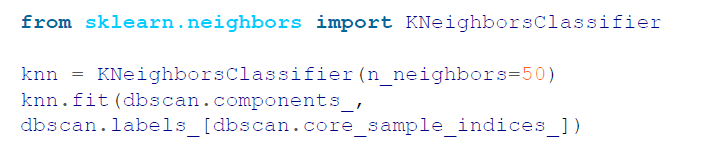 from sklearn.neighbors import KNeighborsClassifier
knn = KNeighborsClassifier(n_neighbors=50)
knn.fit(dbscan.components_,
dbscan.labels_[dbscan.core_sample_indices_])